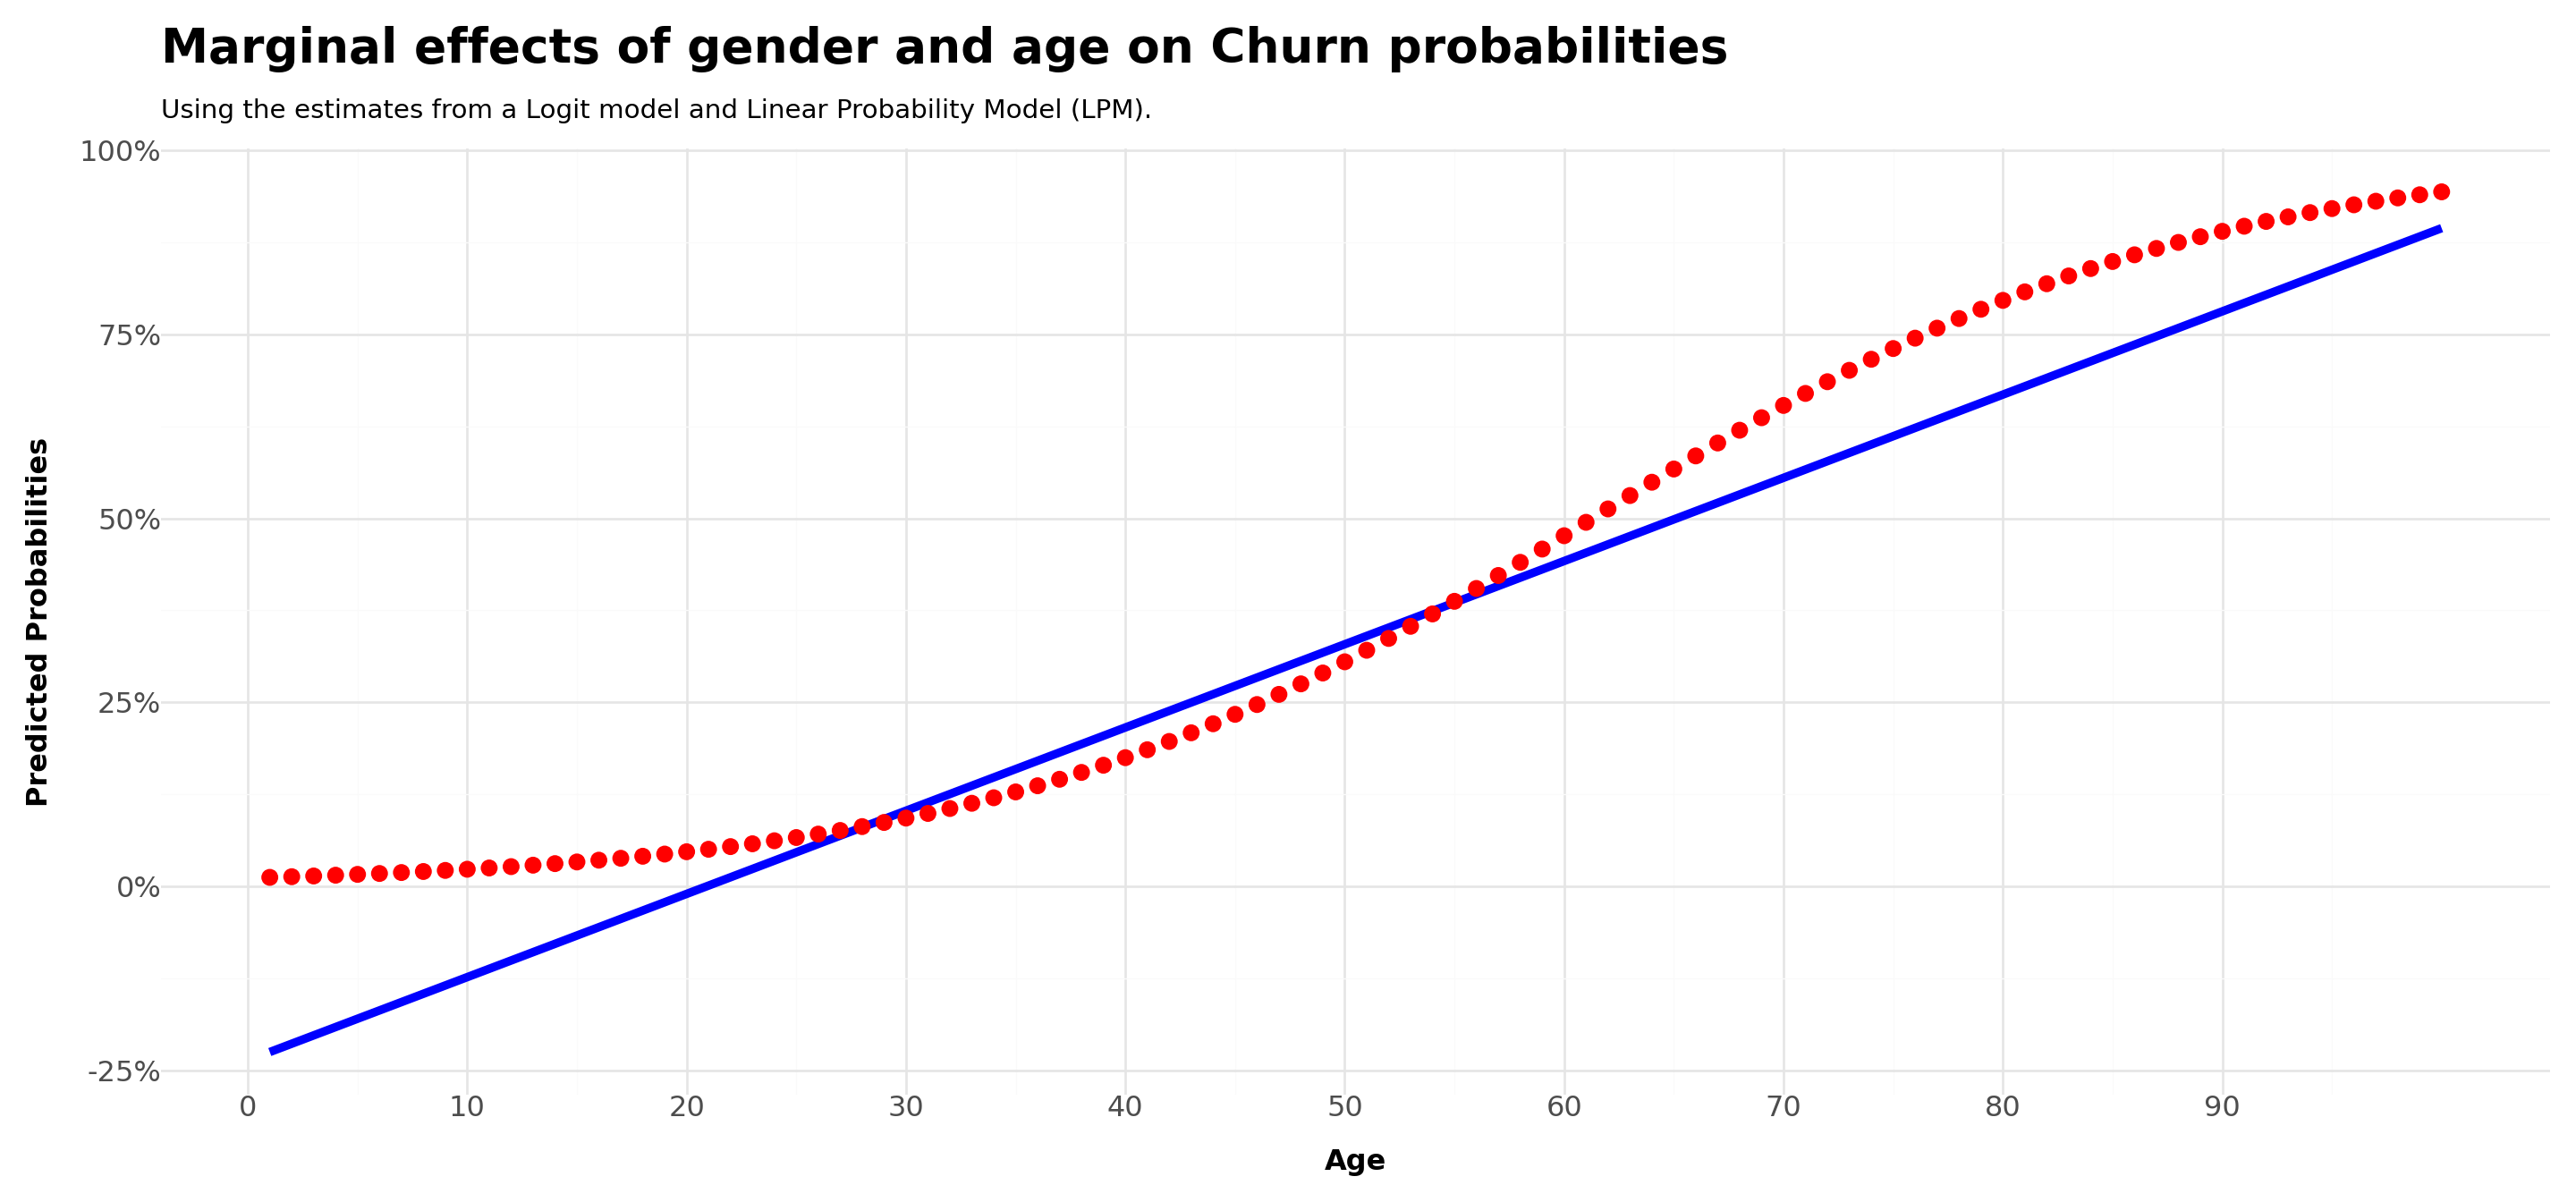 Marginal effects of gender and age on Churn probabilities
Using the estimates from a Logit model and Linear Probability Model (LPM).
Predicted Probabilities
100%
75%
50%
25%
0%
-25%
0 10 20 30 40 50 60 70 80 90
Age